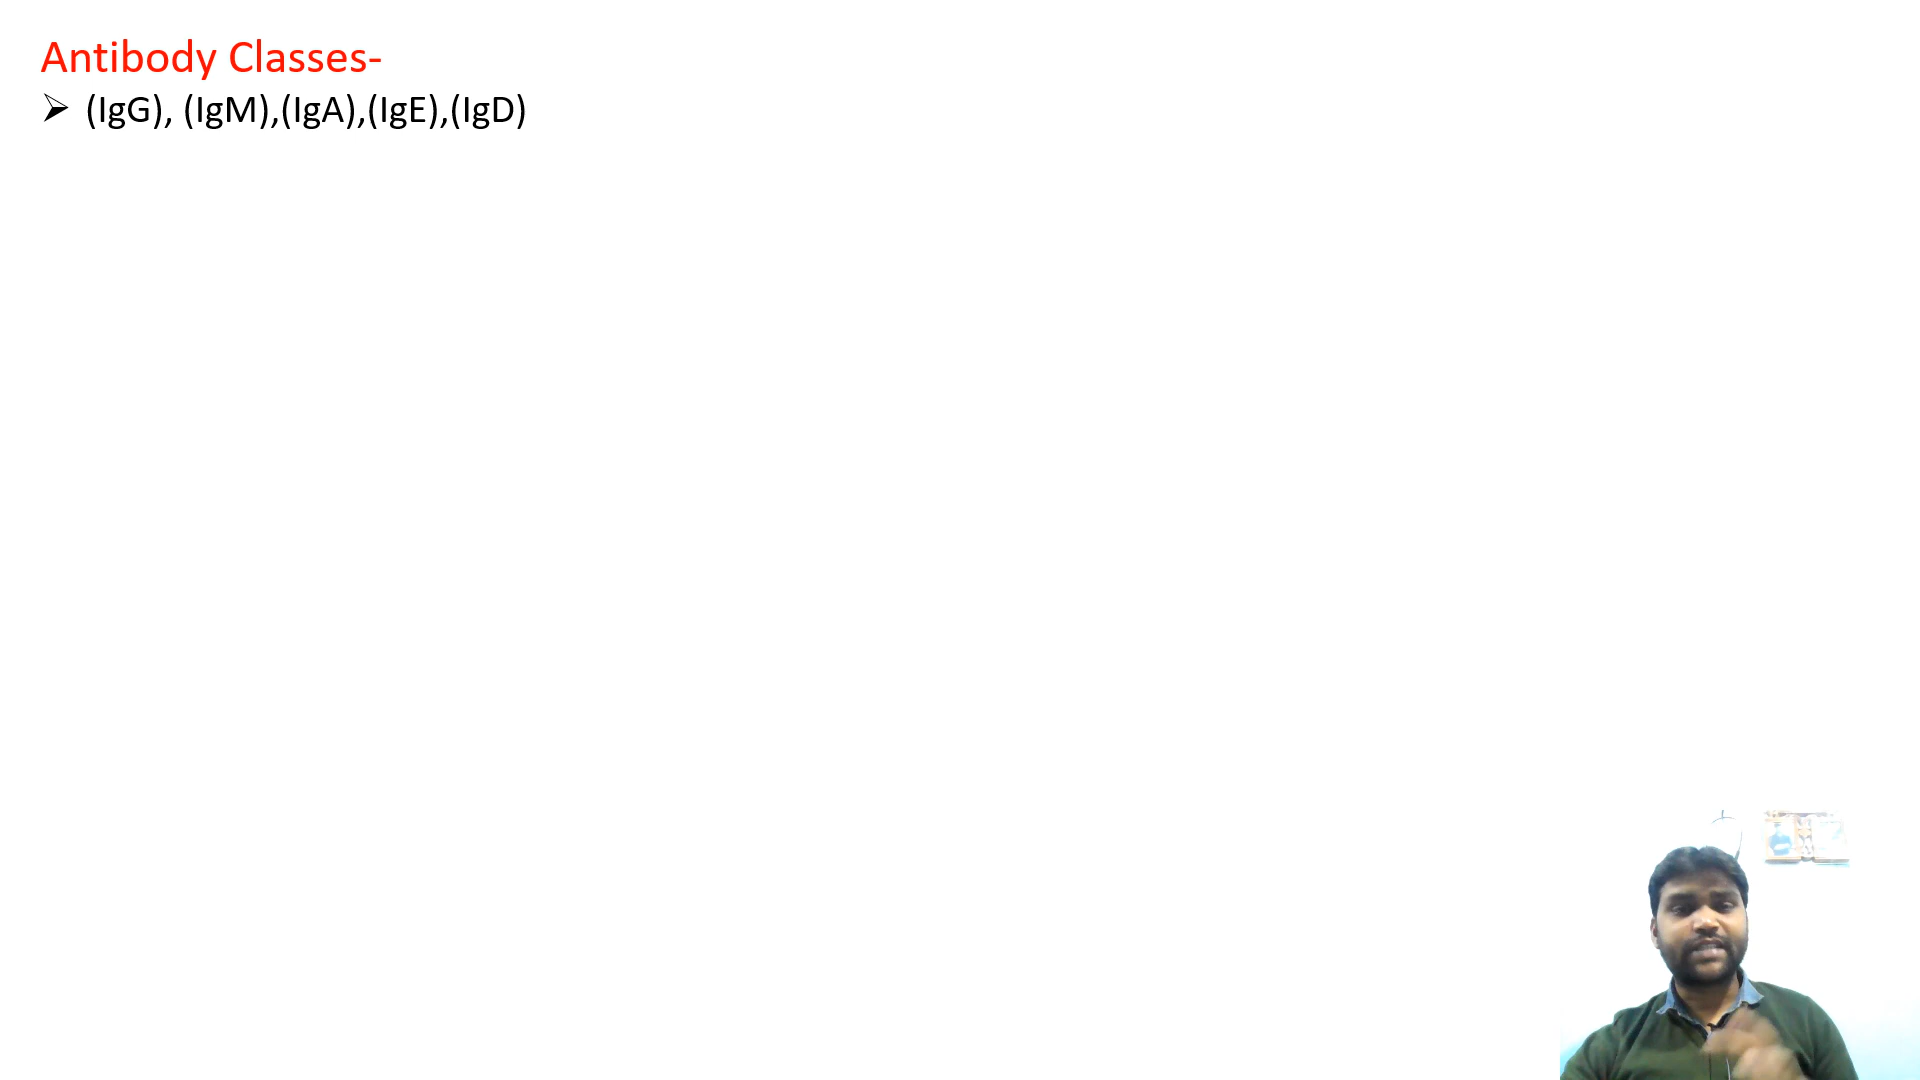 Antibody Classes-
➢ (IgG), (IgM),(IgA),(IgE),(IgD)